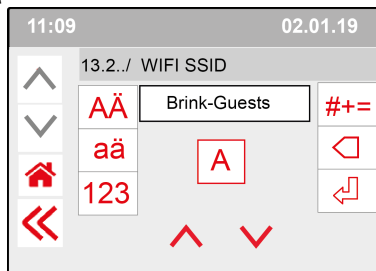 11:09 02.01.19
13.2../ WIFI SSID
AÄ Brink-Guests #+=
aä A
123